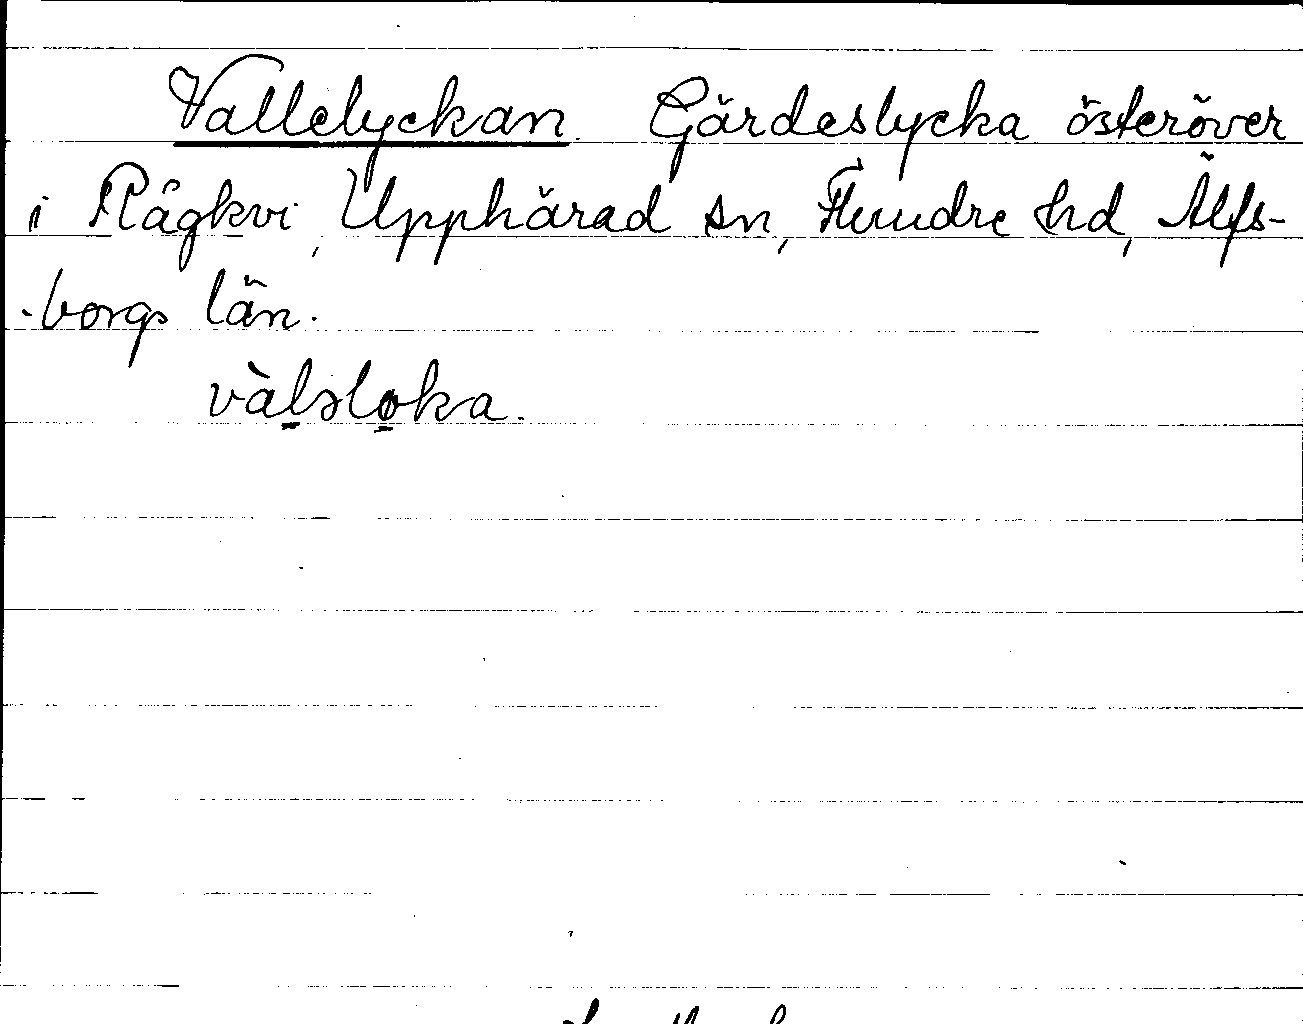 Vallelyckan. Gärdeslycka österöver
i Rågkvi, Upphärad sn, Flundre hd, Älfs-
borgs län.
vàlsloka.